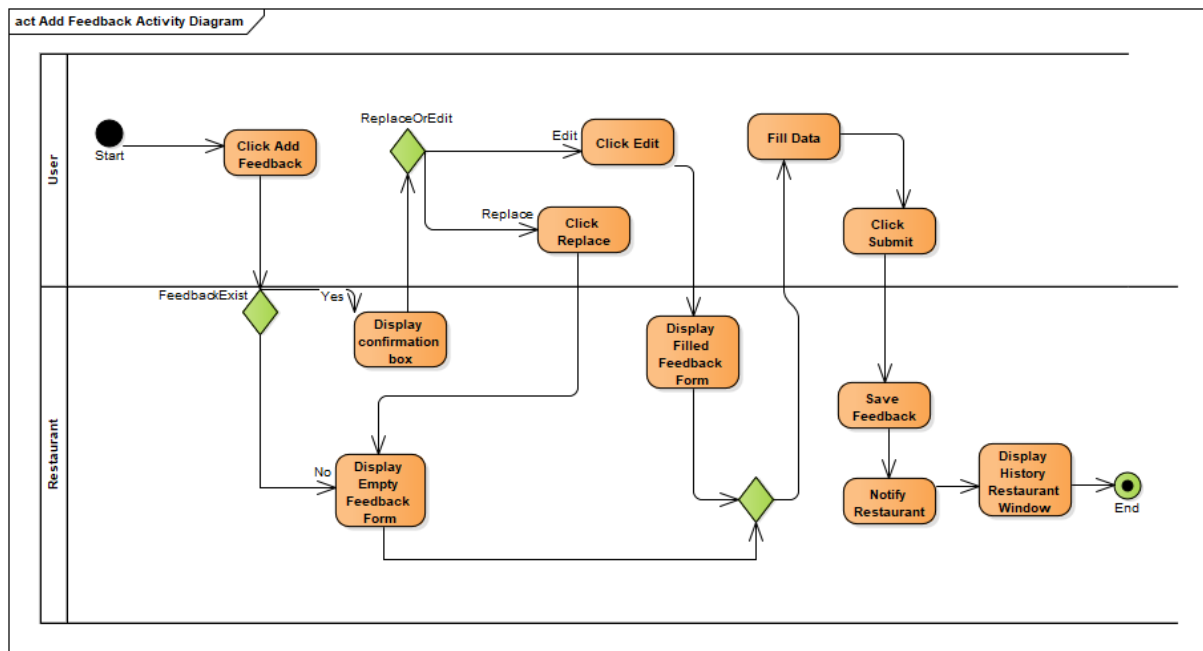 act Add Feedback Activity Diagram
User
Start
Click Add
Feedback
ReplaceOrEdit
Edit
Click Edit
Replace
Click
Replace
Fill Data
Click
Submit
Restaurant
FeedbackExist
Yes
Display
confirmation
box
No
Display
Empty
Feedback
Form
Display
Filled
Feedback
Form
Save
Feedback
Notify
Restaurant
Display
History
Restaurant
Window
End